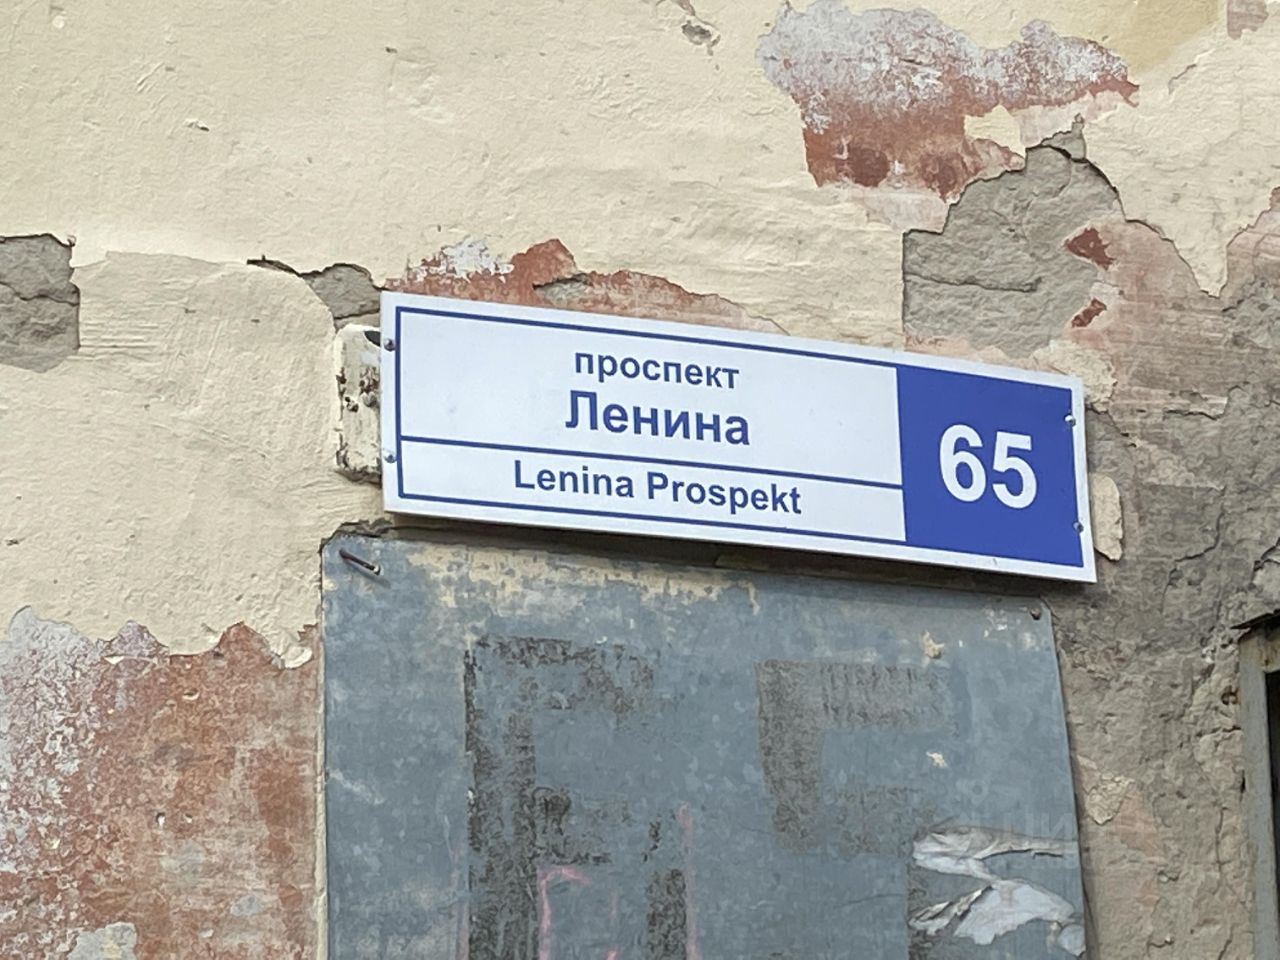 проспект
Ленина
Lenina Prospekt
65